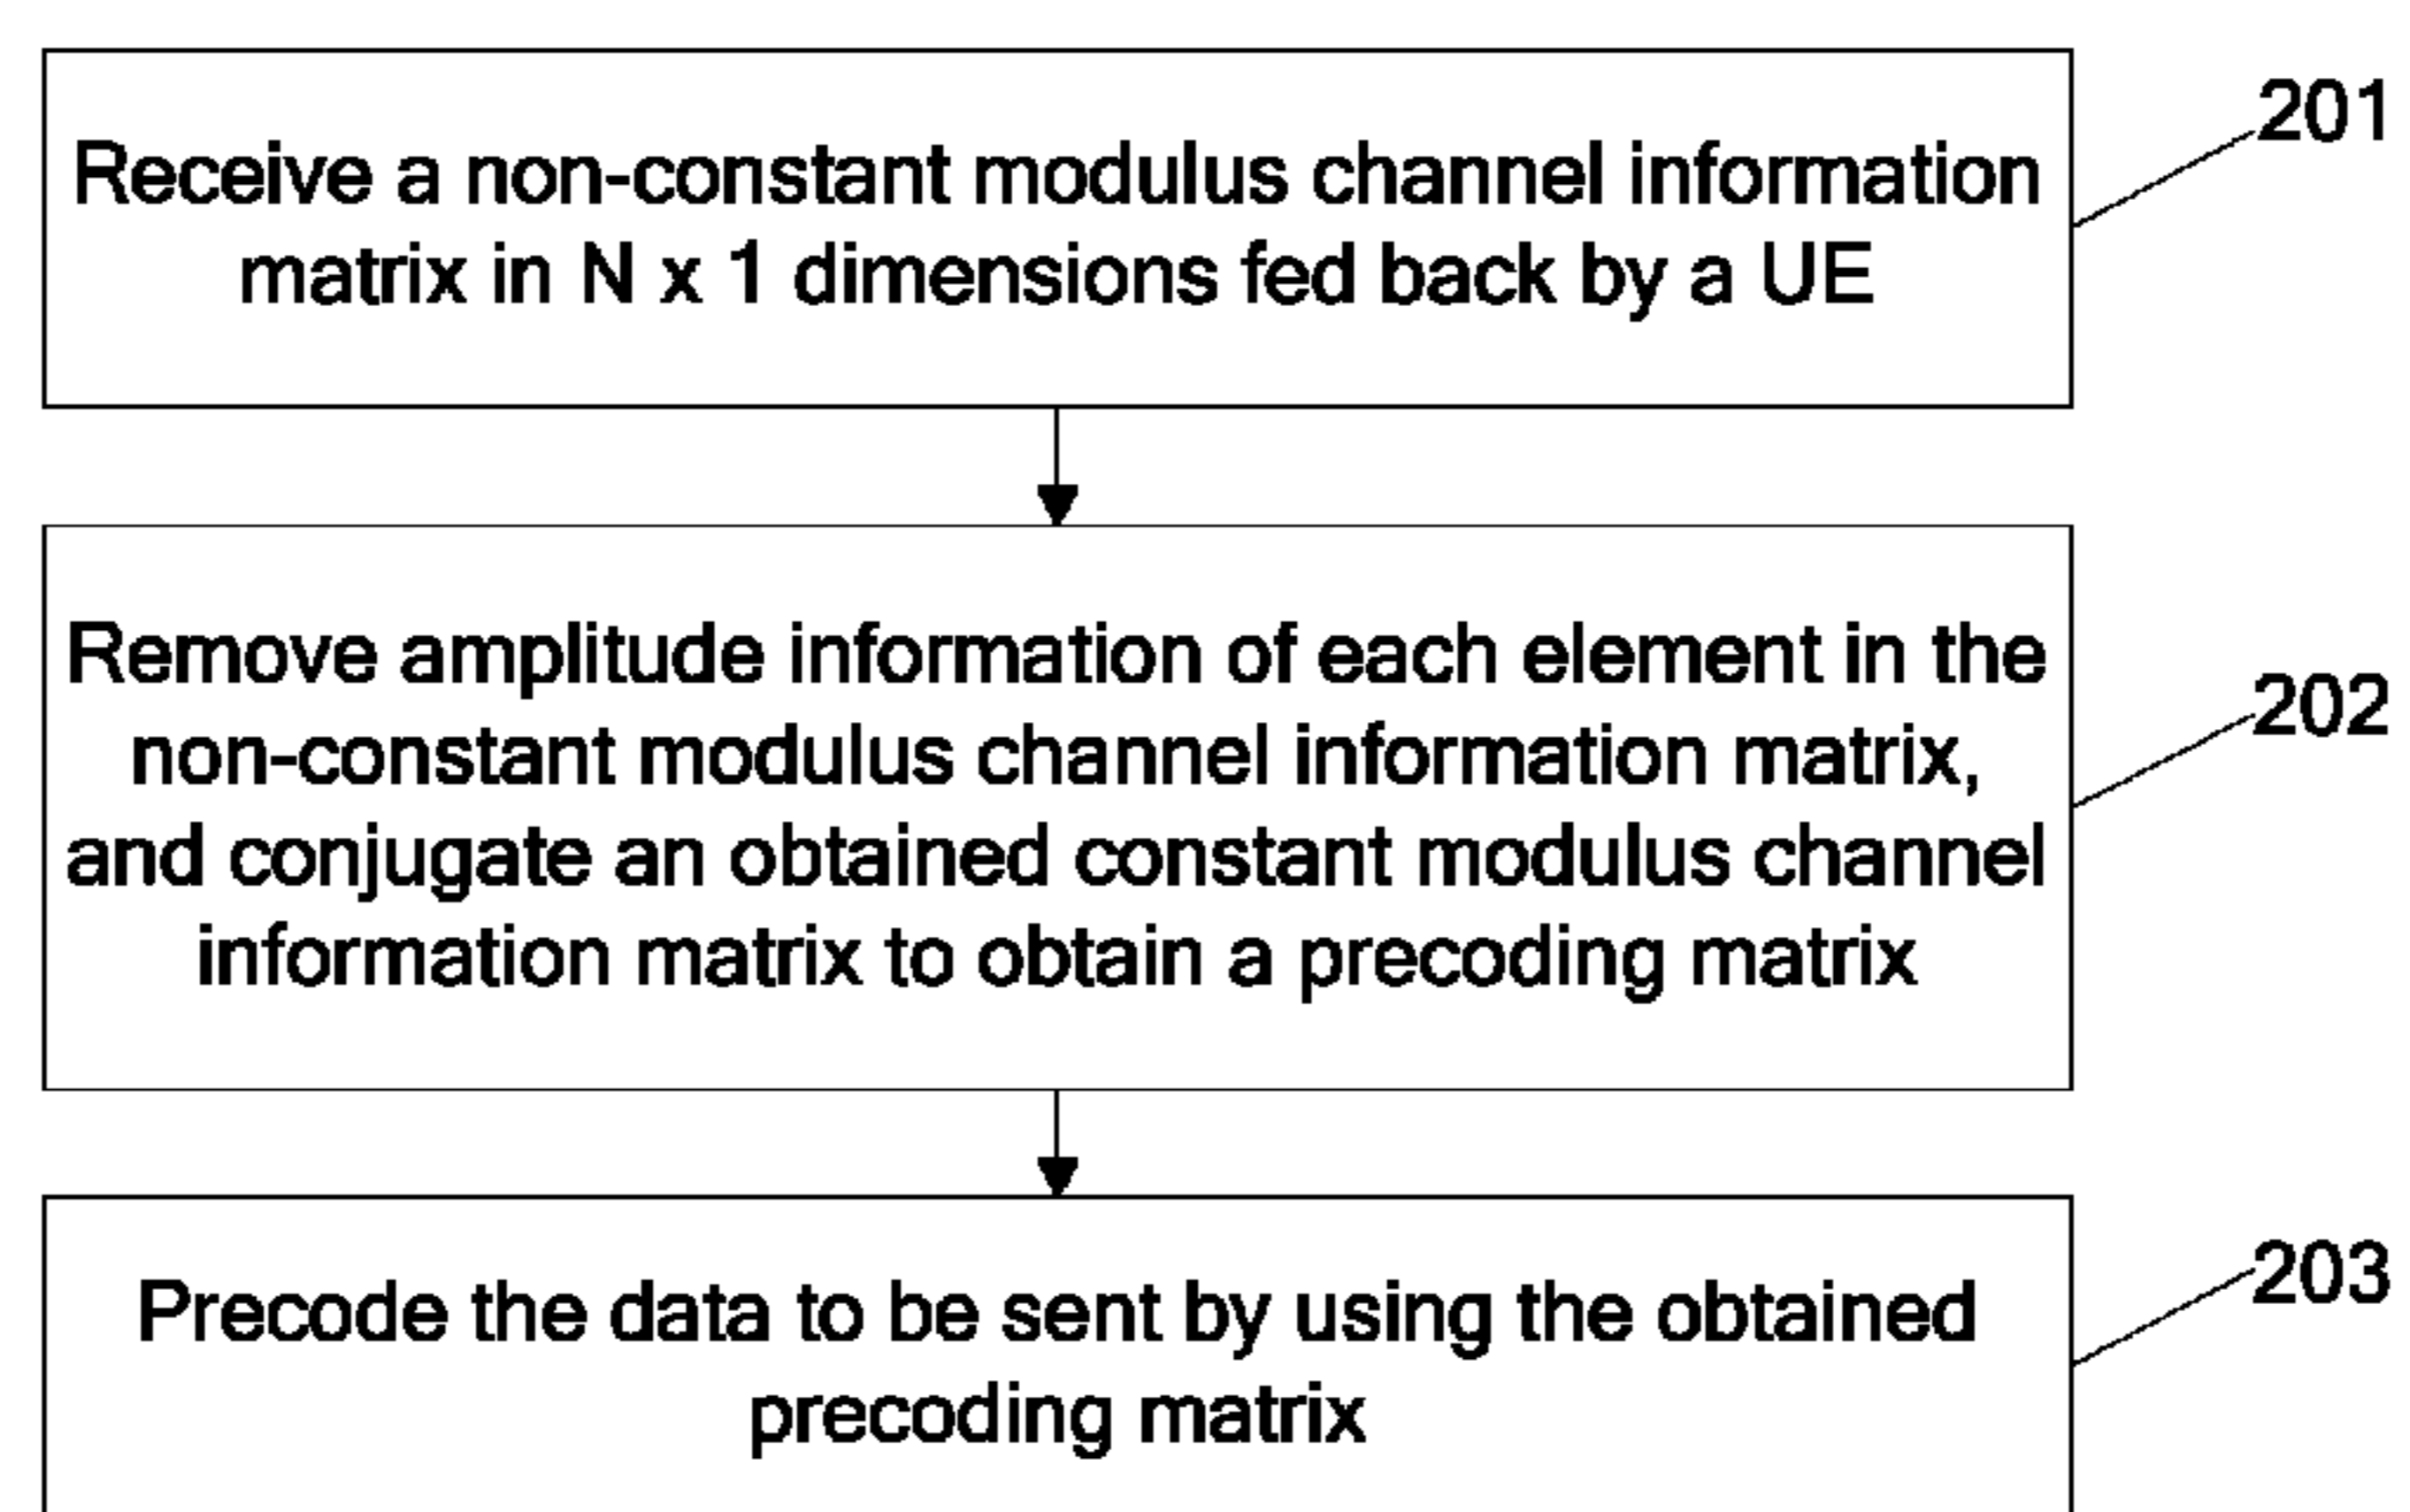 Receive a non-constant modulus channel information
matrix in N x 1 dimensions fed back by a UE
201
Remove amplitude information of each element in the
non-constant modulus channel information matrix,
and conjugate an obtained constant modulus channel
information matrix to obtain a precoding matrix
202
Precode the data to be sent by using the obtained
precoding matrix
203